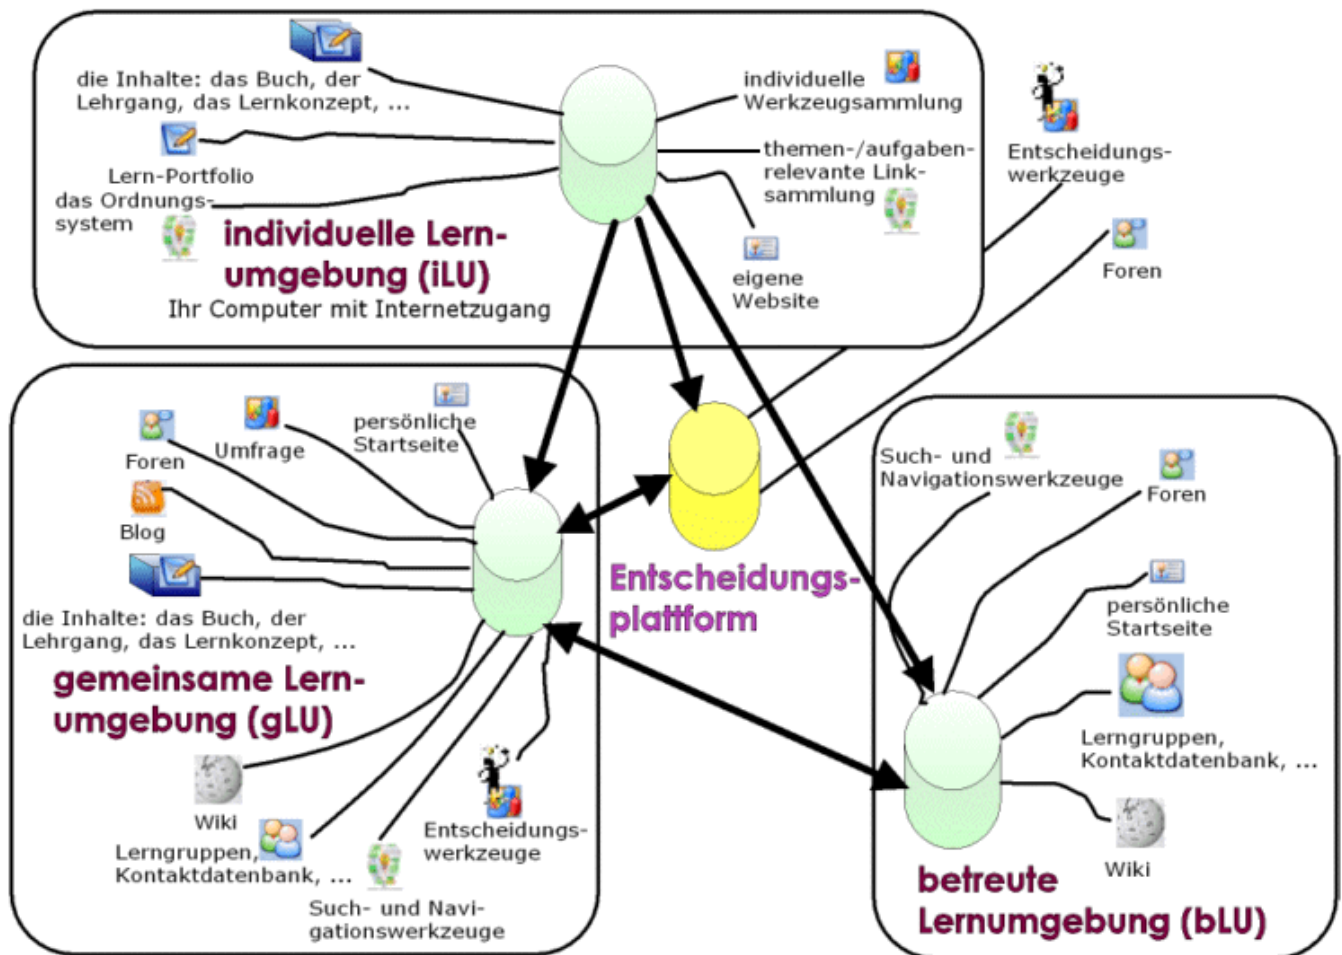 die Inhalte: das Buch, der
Lehrgang, das Lernkonzept, ...
Lern-Portfolio
das Ordnungs-
system
individuelle
Werkzeugsammlung
themen-/aufgaben-
relevante Link-
sammlung
eigene
Website
individuelle Lern-
umgebung (iLU)
Ihr Computer mit Internetzugang
Entscheidungs-
werkzeuge
Foren
persönliche
Startseite
Umfrage
Foren
Blog
die Inhalte: das Buch, der
Lehrgang, das Lernkonzept, ...
gemeinsame Lern-
umgebung (gLU)
Wiki
Lerngruppen,
Kontaktdatenbank, ...
Such- und Navi-
gationswerkzeuge
Entscheidungs-
werkzeuge
Entscheidungs-
plattform
Such- und
Navigationswerkzeuge
Foren
persönliche
Startseite
Lerngruppen,
Kontaktdatenbank, ...
Wiki
betreute
Lernumgebung (bLU)